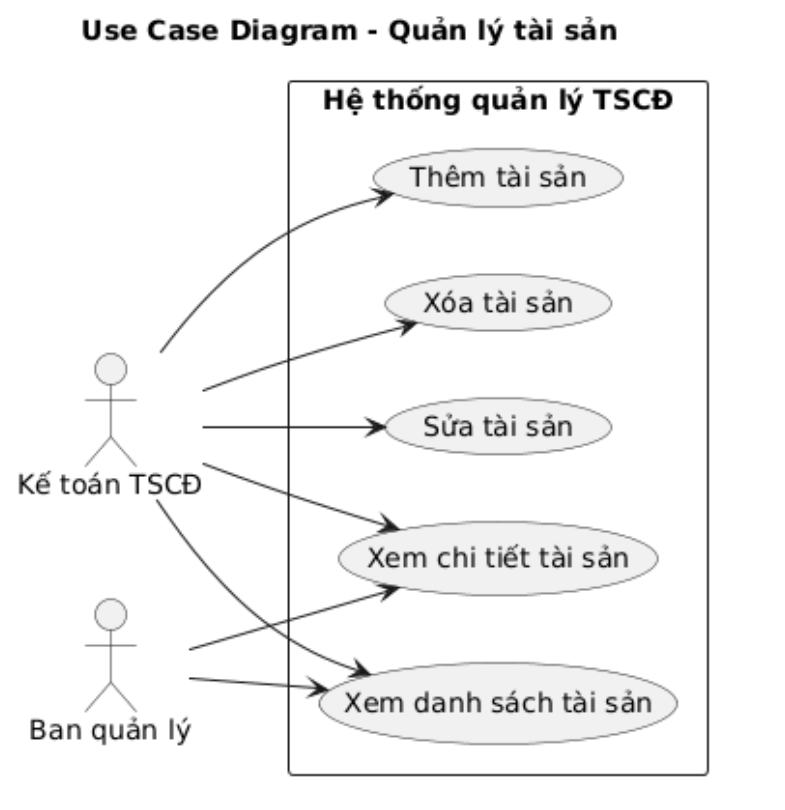 Use Case Diagram - Quản lý tài sản
Hệ thống quản lý TSCĐ
Thêm tài sản
Xóa tài sản
Sửa tài sản
Kế toán TSCĐ
Xem chi tiết tài sản
Xem danh sách tài sản
Ban quản lý